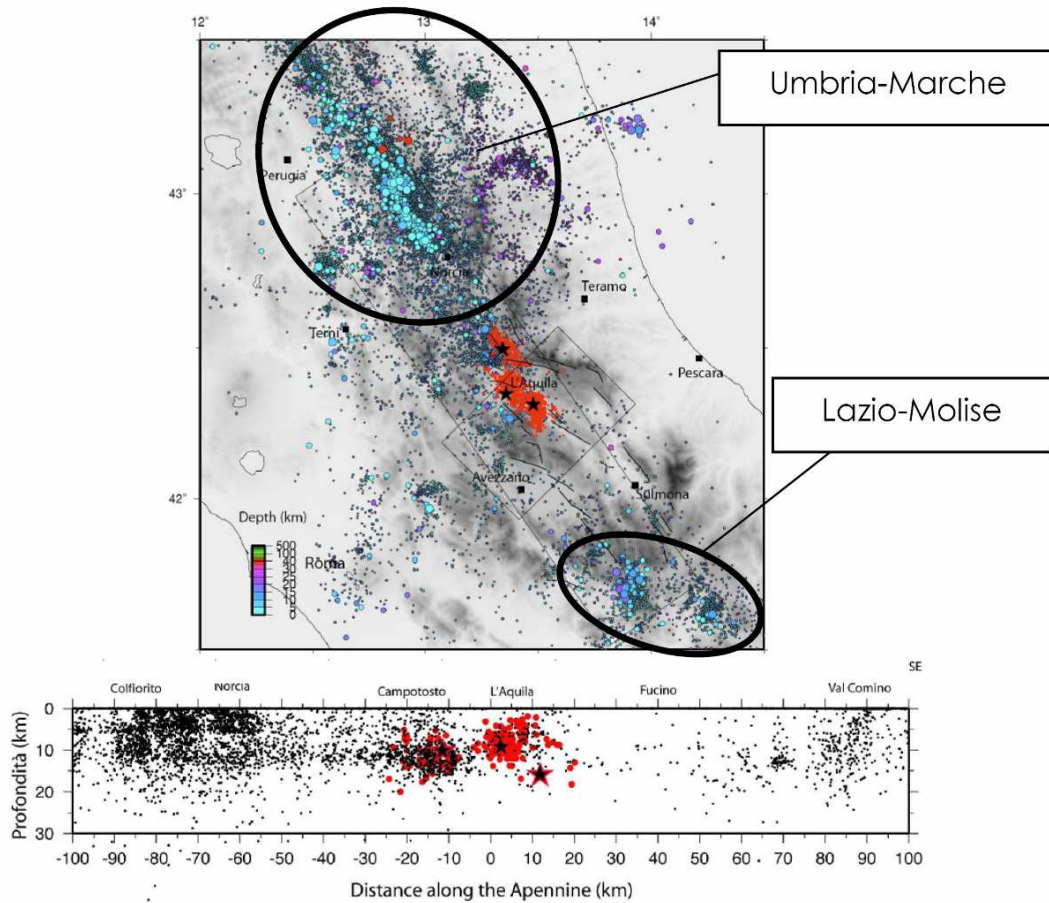 12˚ 13˚ 14˚
Umbria-Marche
Perugia
43˚
Norcia
Teramo
Terni
L'Aquila
Pescara
Lazio-Molise
Avezzano
Sulmona
42˚
Depth (km)
500
100
40
30
25
20
15
10
5
0
Roma
SE
Colfiorito Norcia Campotosto L'Aquila Fucino Val Comino
Profondità (km)
0
10
20
30
-100 -90 -80 -70 -60 -50 -40 -30 -20 -10 0 10 20 30 40 50 60 70 80 90 100
Distance along the Apennine (km)